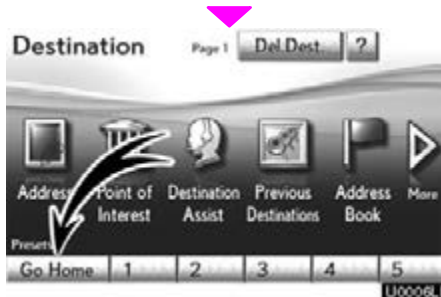 Destination Page 1 Del.Dest. ?
Address Point of Destination Previous Address More
Interest Assist Destinations Book
Presets
Go Home 1 2 3 4 5
U0006L